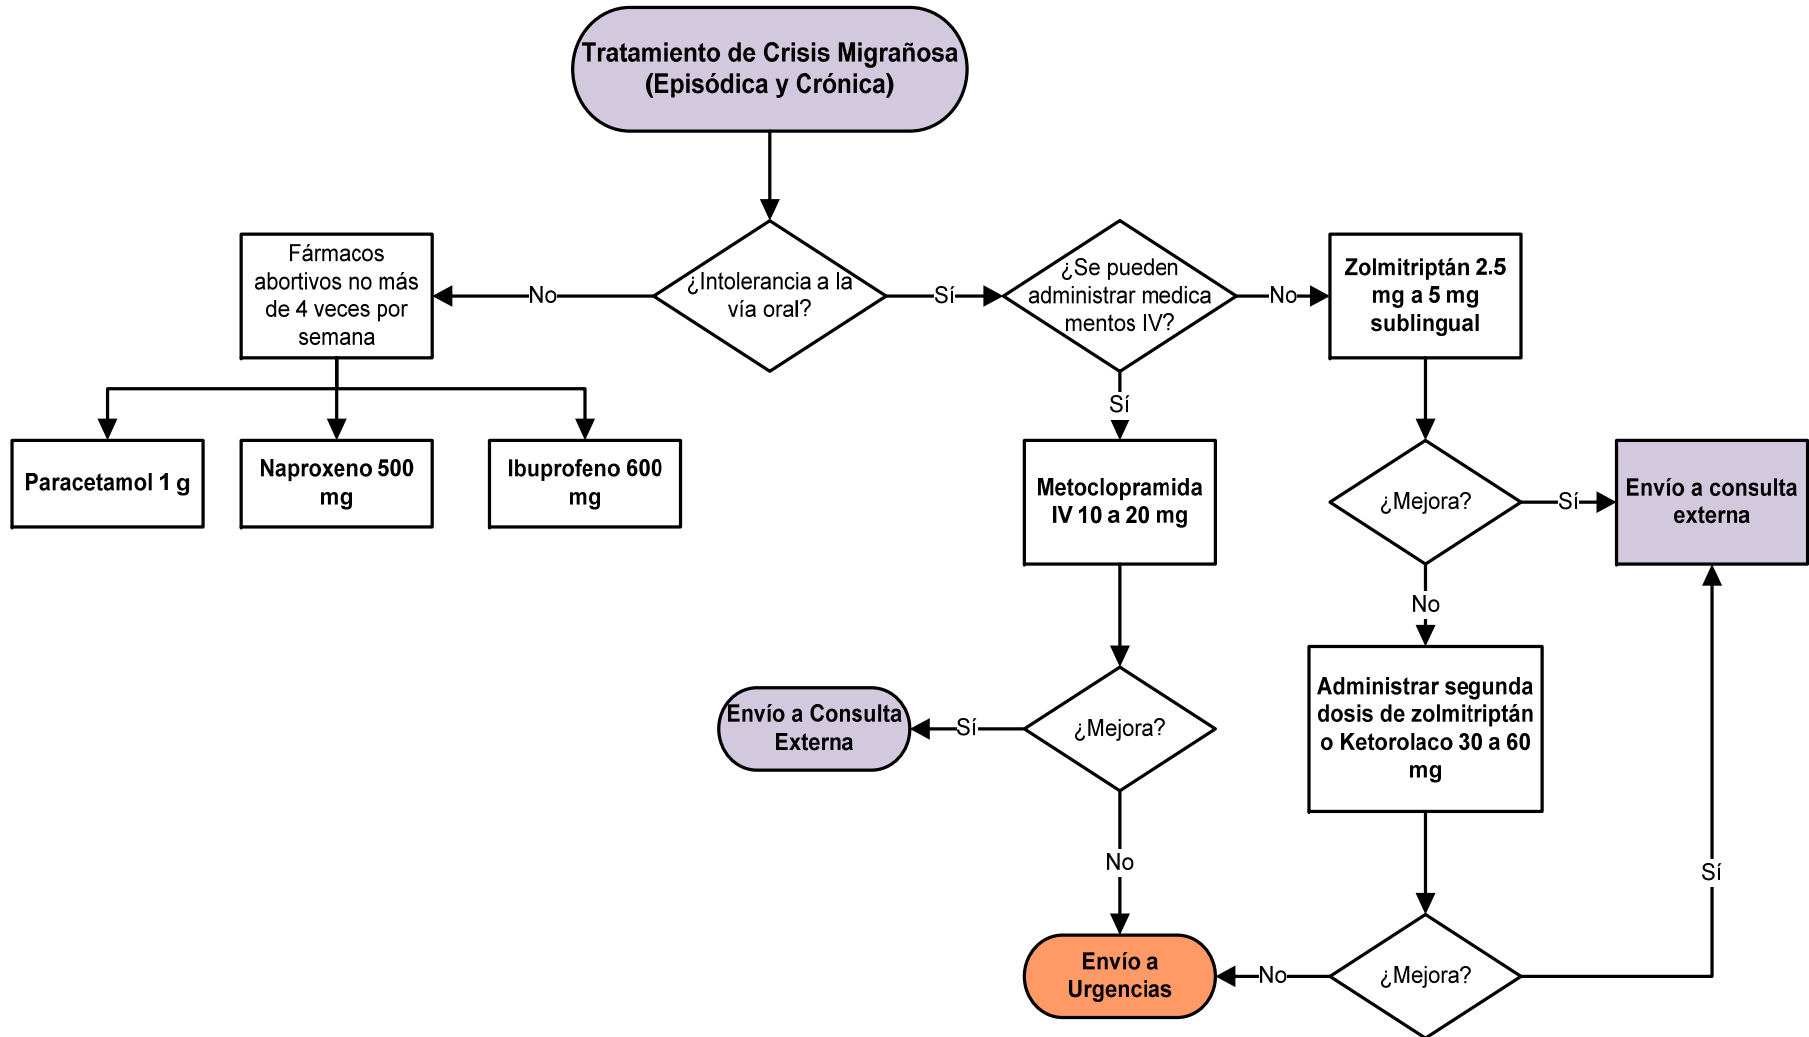 Tratamiento de Crisis Migrañosa
(Episódica y Crónica)
Fármacos
abortivos no más
de 4 veces por
semana
No
¿Intolerancia a la
vía oral?
Sí
¿Se pueden
administrar medica
mentos IV?
No
Zolmitriptán 2.5
mg a 5 mg
sublingual
Sí
Paracetamol 1 g
Naproxeno 500
mg
Ibuprofeno 600
mg
Metoclopramida
IV 10 a 20 mg
¿Mejora?
Sí
Envío a consulta
externa
No
Envío a Consulta
Externa
Sí
¿Mejora?
Administrar segunda
dosis de zolmitriptán
o Ketorolaco 30 a 60
mg
No
Sí
Envío a
Urgencias
No
¿Mejora?